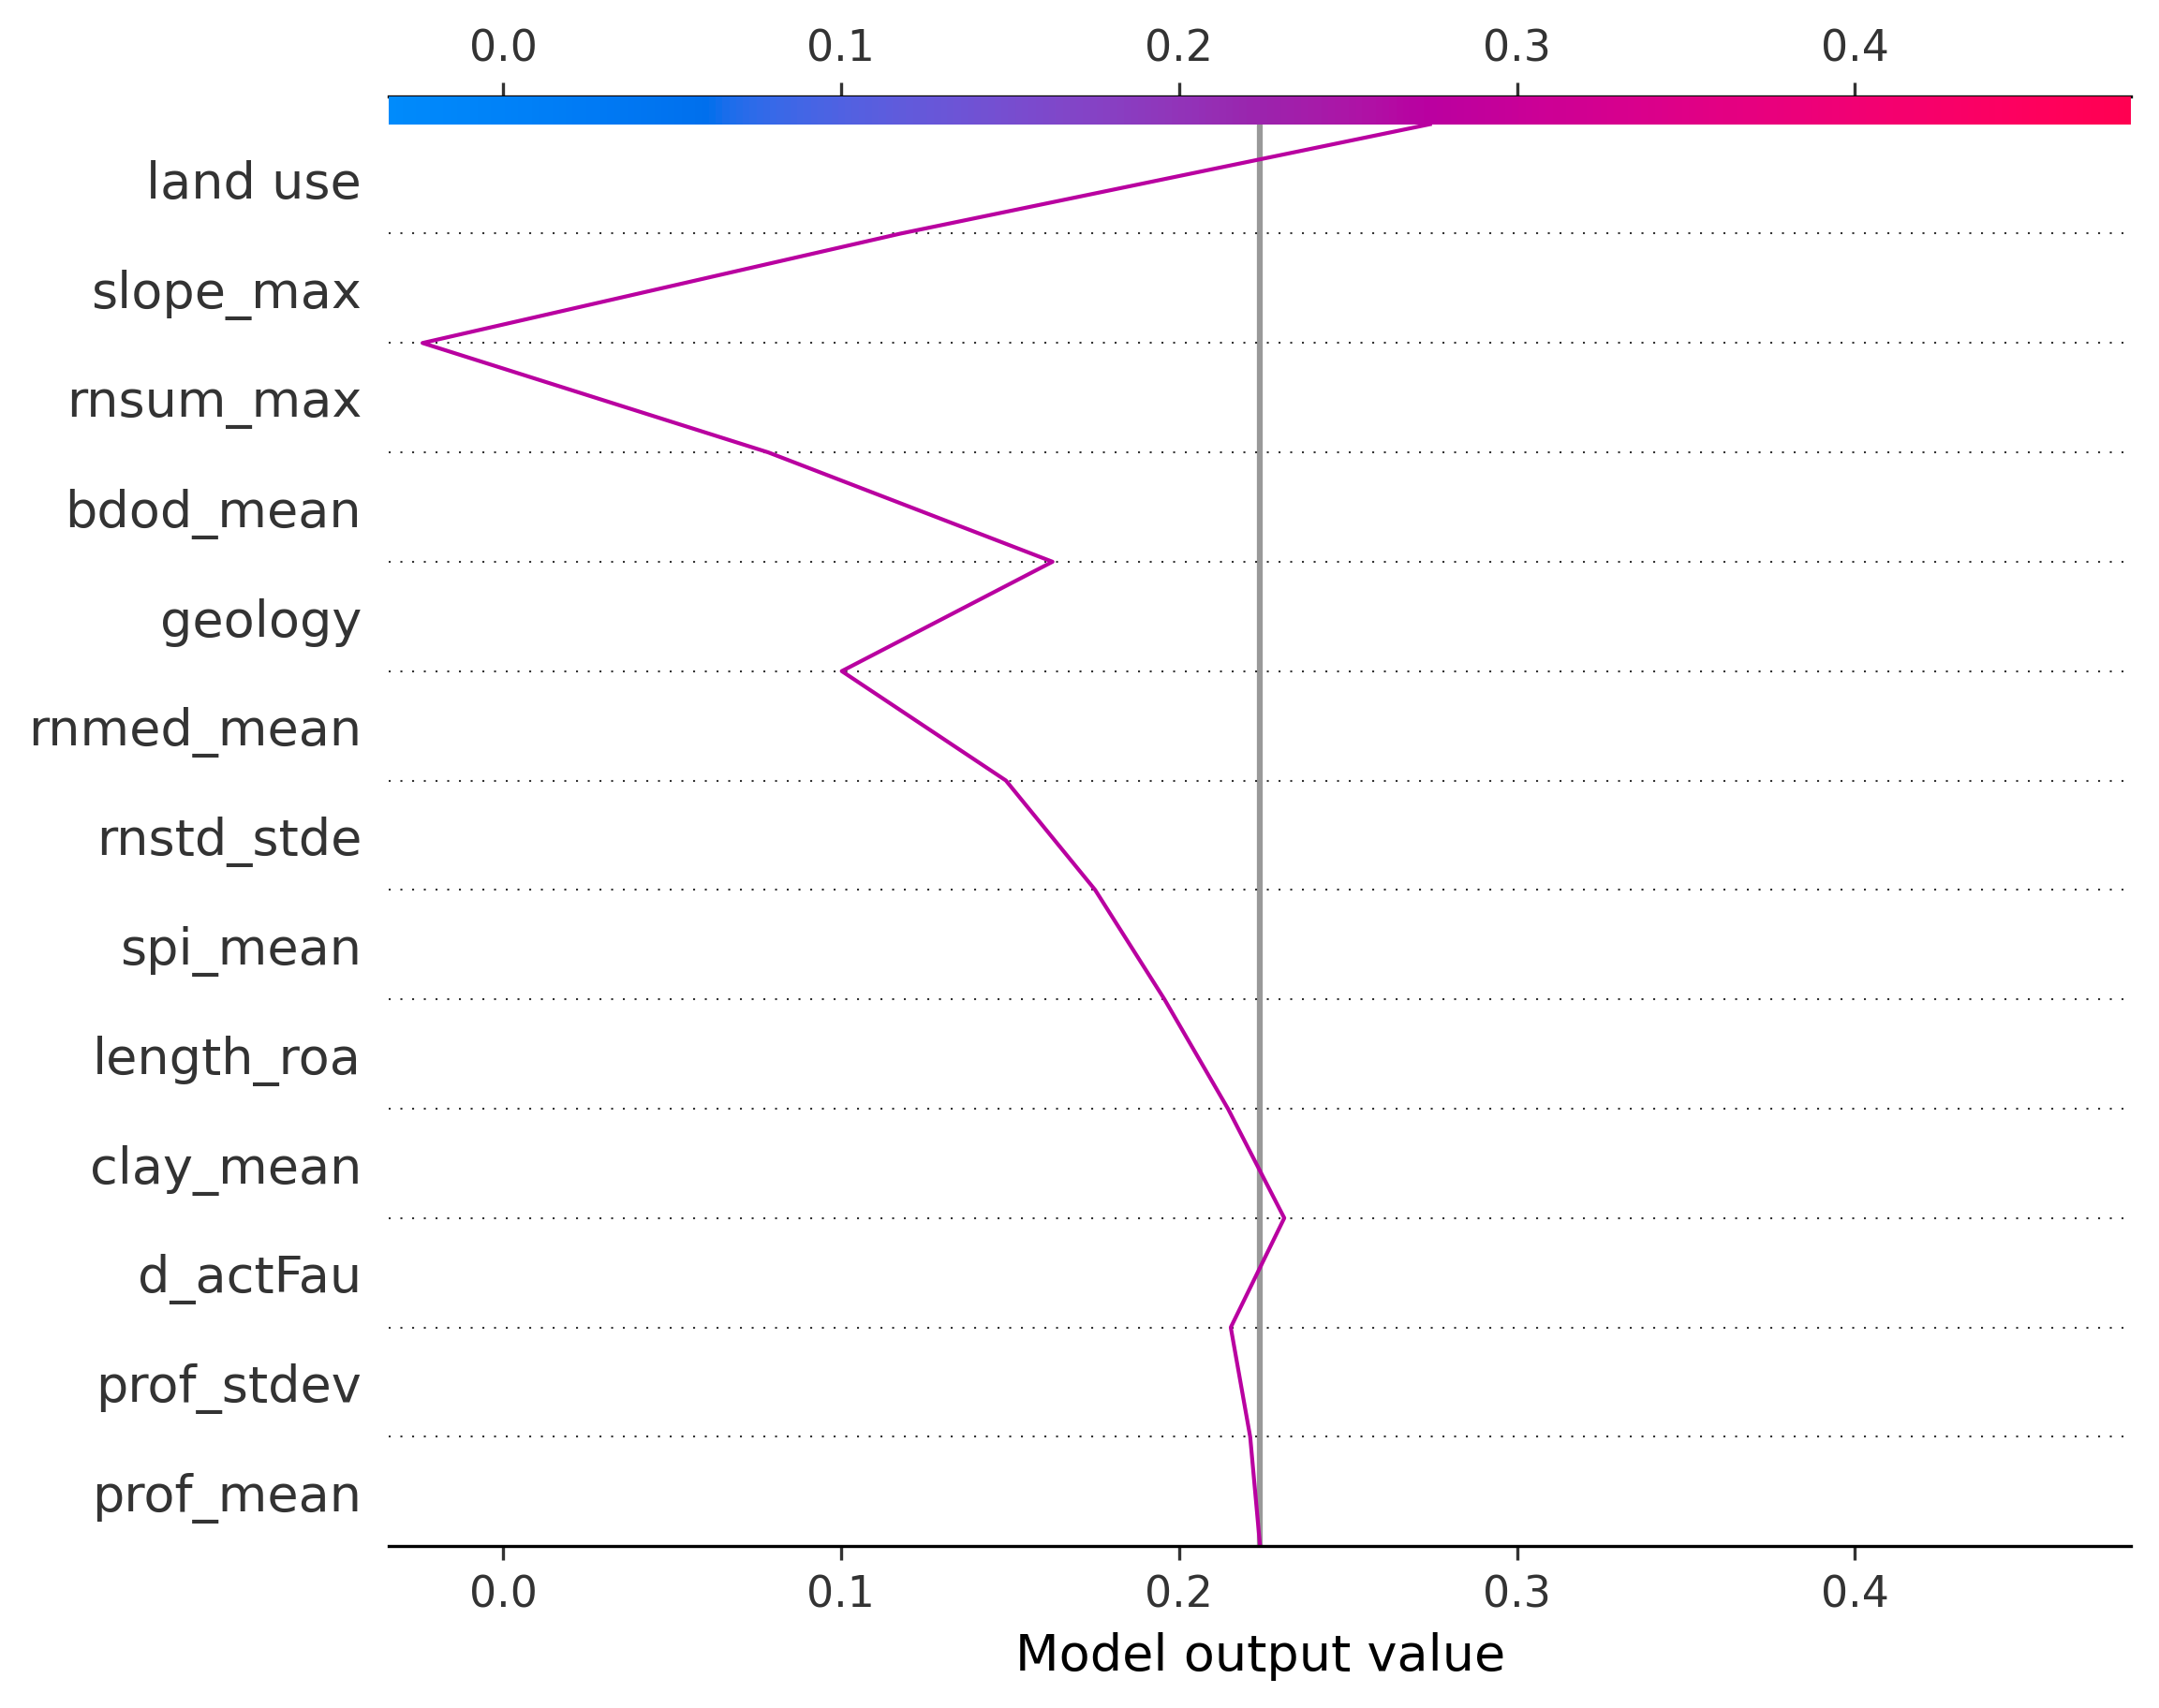 0.0 0.1 0.2 0.3 0.4
land use
slope_max
rnsum_max
bdod_mean
geology
rnmed_mean
rnstd_stde
spi_mean
length_roa
clay_mean
d_actFau
prof_stdev
prof_mean
0.0 0.1 0.2 0.3 0.4
Model output value